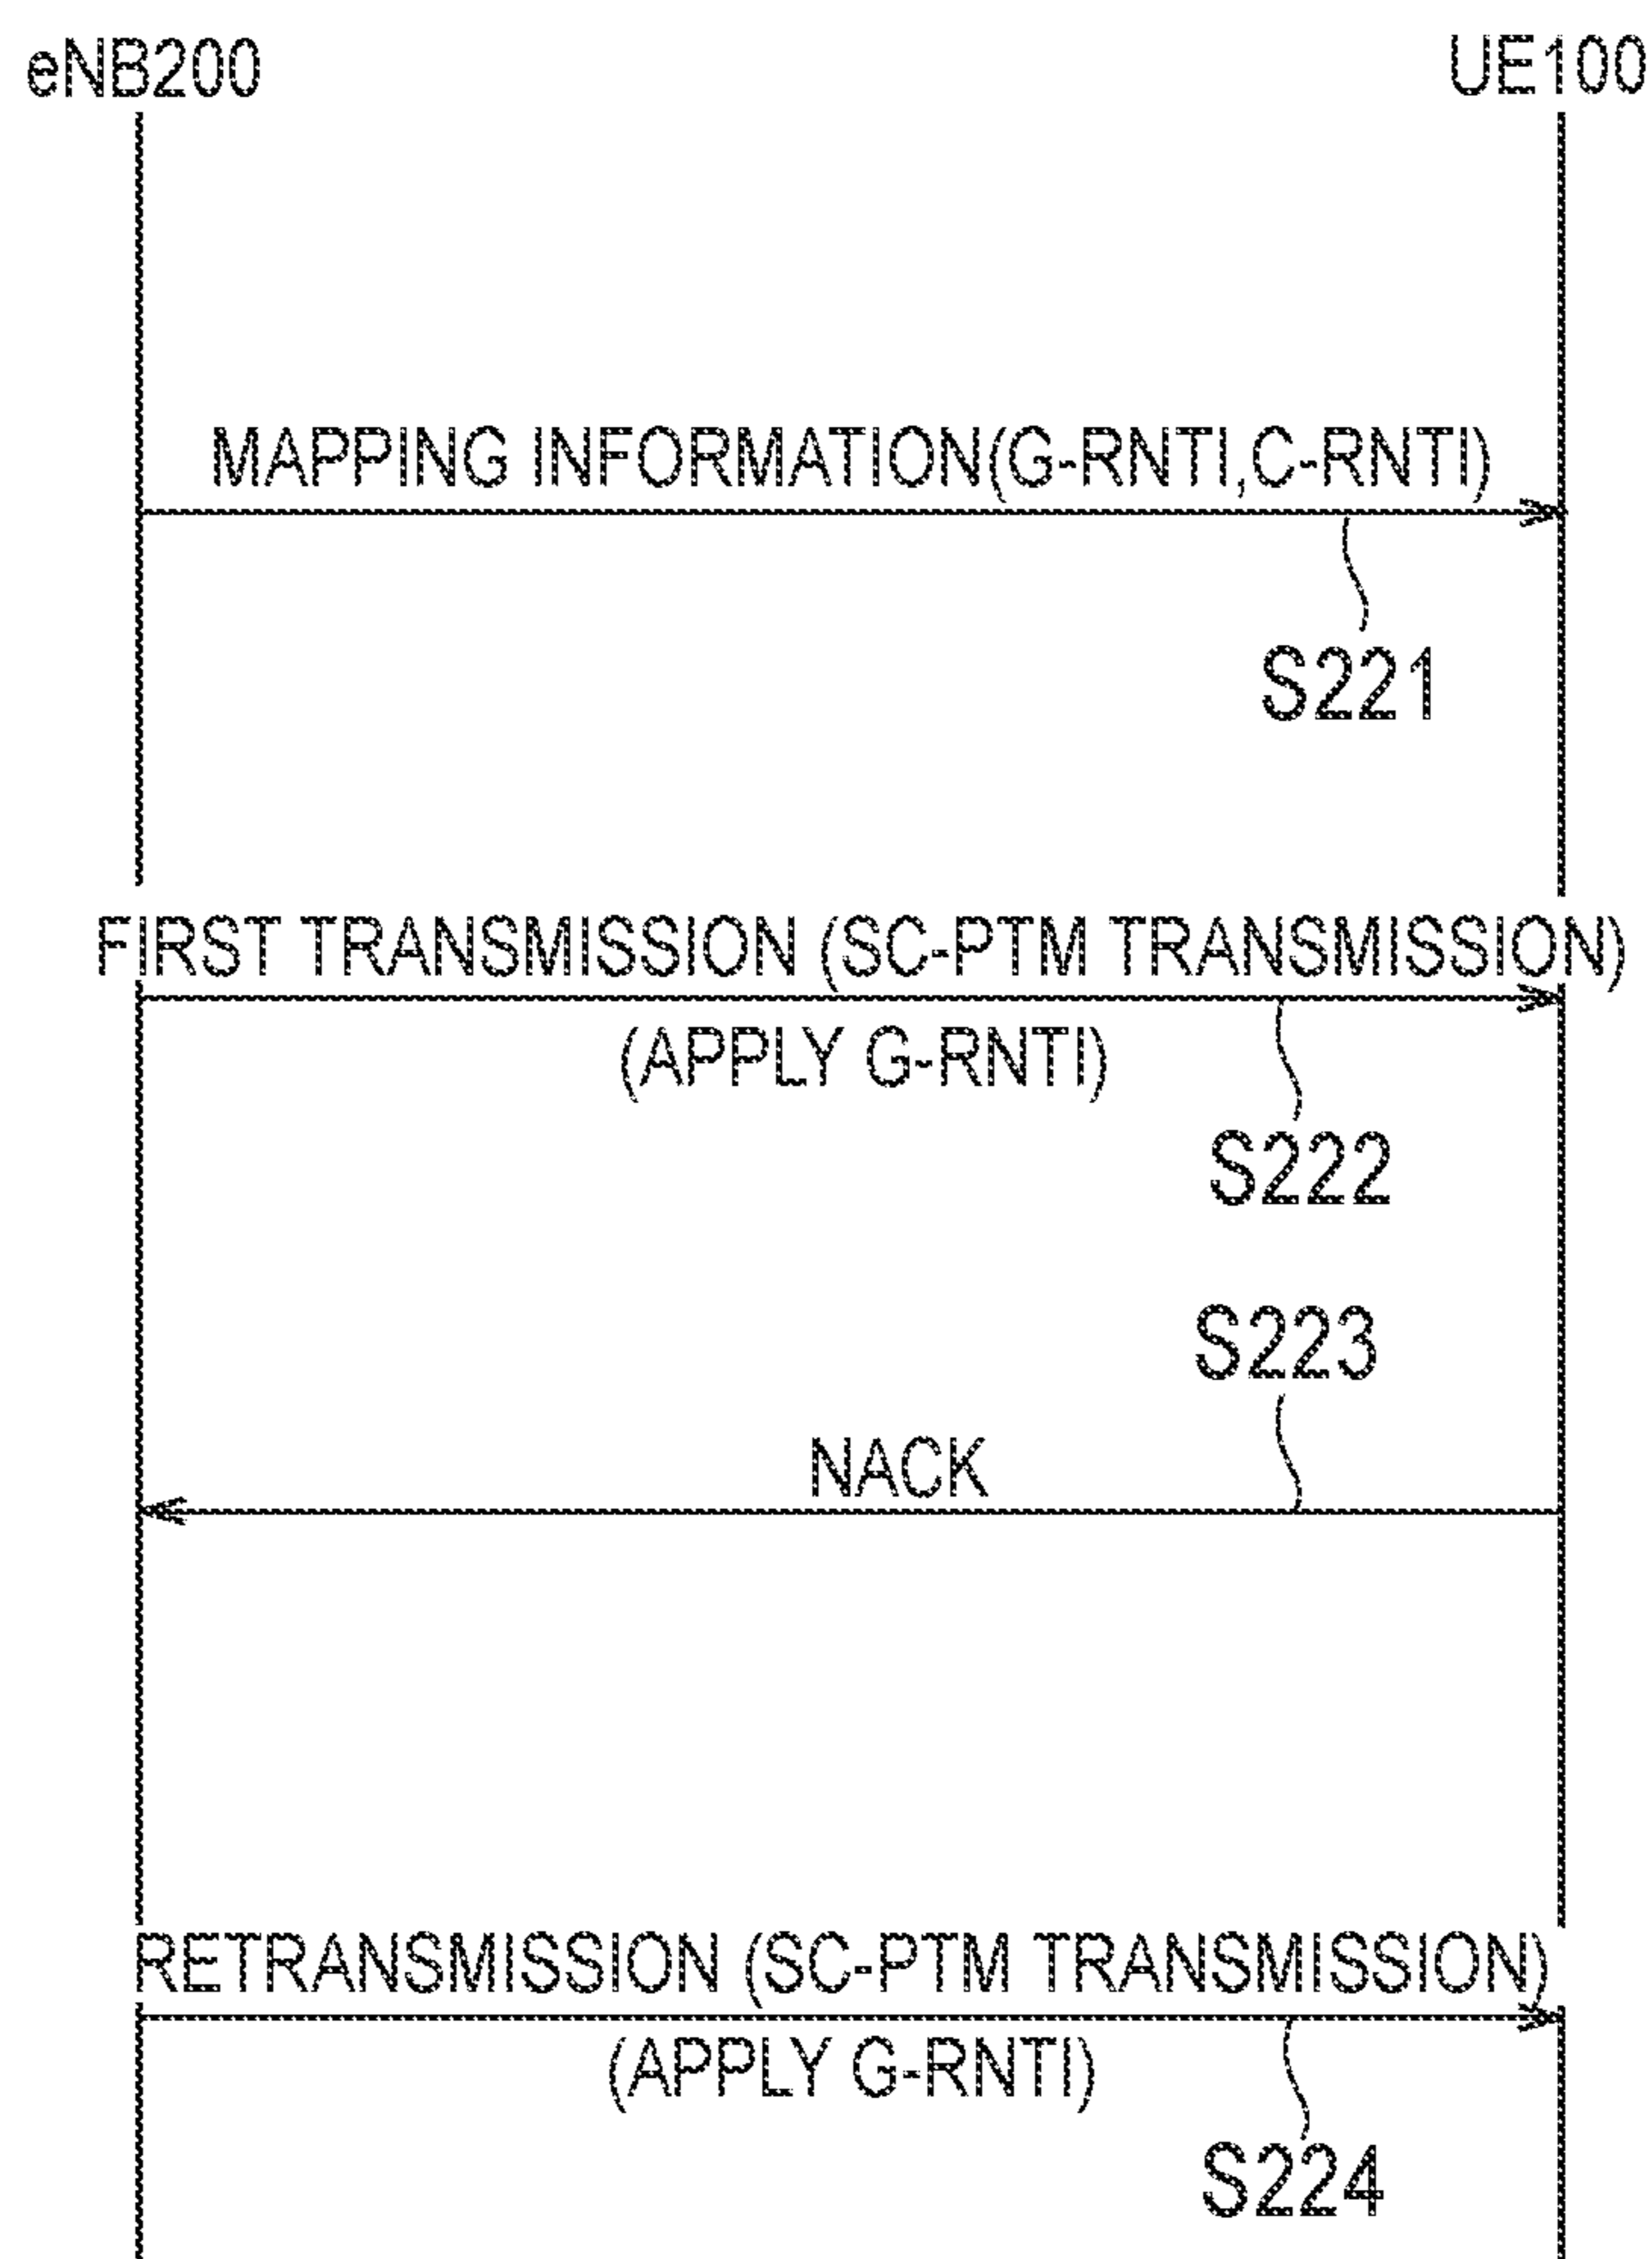 eNB200
UE100
MAPPING INFORMATION(G-RNTI,C-RNTI)
S221
FIRST TRANSMISSION (SC-PTM TRANSMISSION)
(APPLY G-RNTI)
S222
S223
NACK
RETRANSMISSION (SC-PTM TRANSMISSION)
(APPLY G-RNTI)
S224